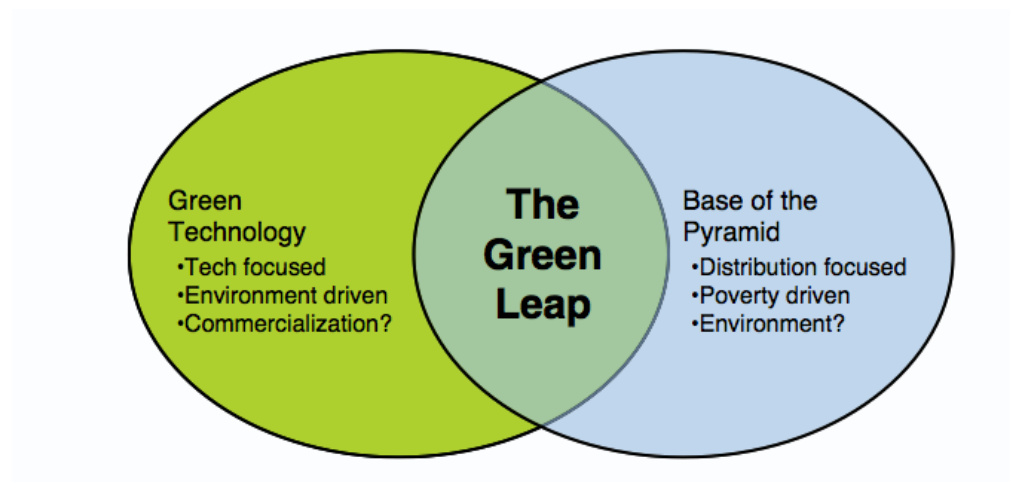 Green
Technology
•Tech focused
•Environment driven
•Commercialization?
The
Green
Leap
Base of the
Pyramid
•Distribution focused
•Poverty driven
•Environment?